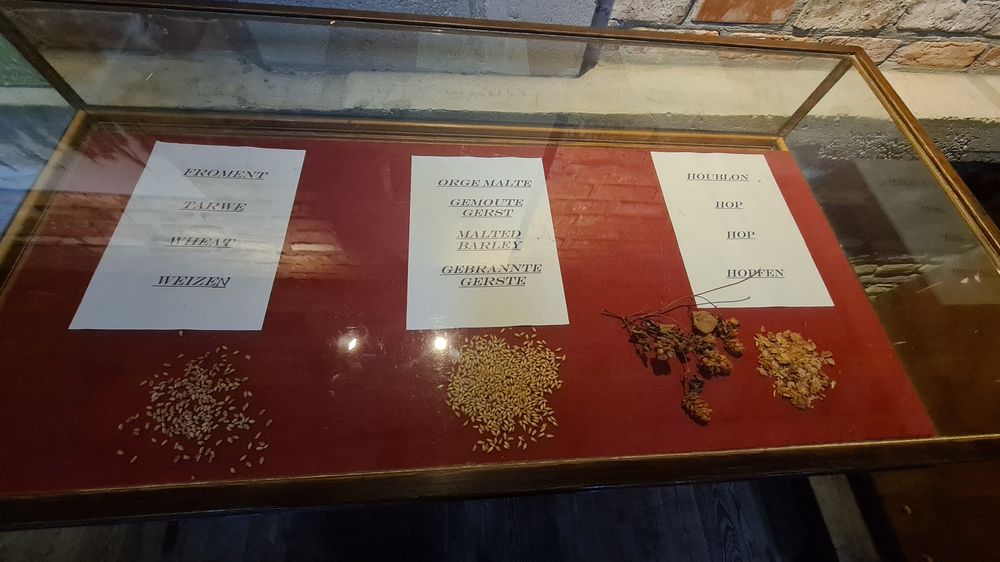 FROMENT
TARWE
WHEAT
WEIZEN
ORGE MALTE
GEMOUTE
GERST
MALTED
BARLEY
GEBRANNTE
GERSTE
HOUBLON
HOP
HOP
HOPFEN